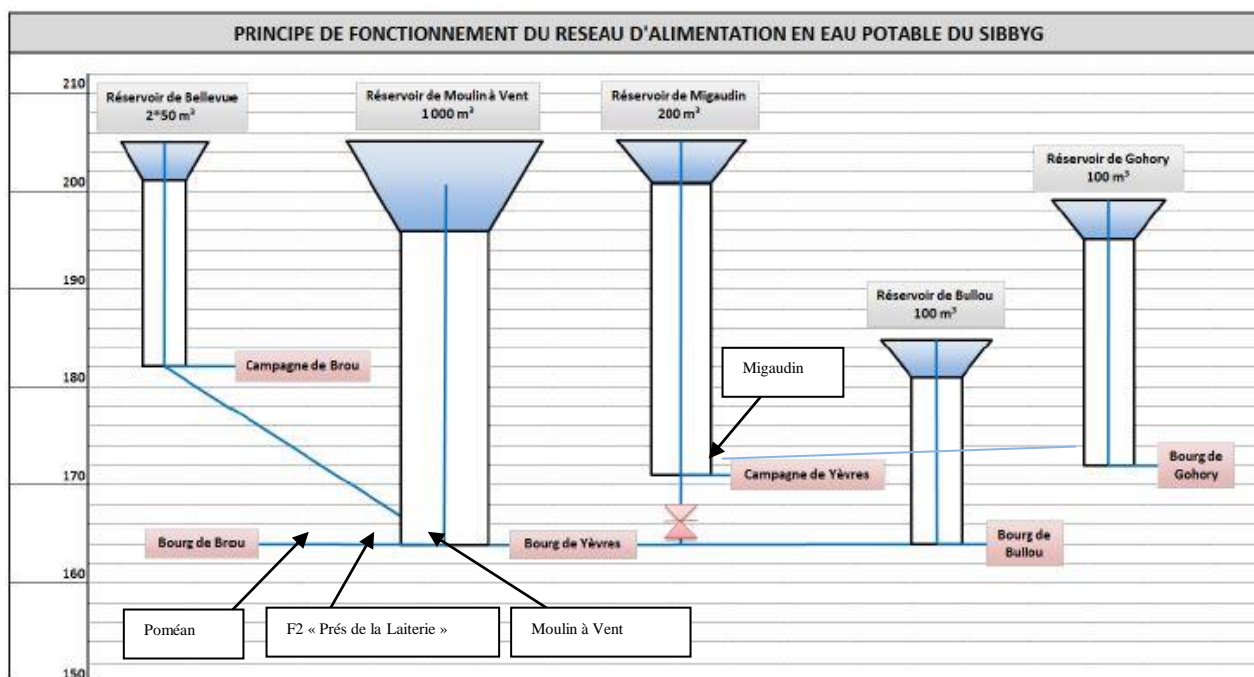 PRINCIPE DE FONCTIONNEMENT DU RESEAU D'ALIMENTATION EN EAU POTABLE DU SIBBYG
210
Réservoir de Bellevue
2*50 m³
Réservoir de Moulin à Vent
1000 m³
Réservoir de Migaudin
200 m³
Réservoir de Gohory
100 m³
200
190
Réservoir de Bullou
100 m³
180
Campagne de Brou
Migaudin
170
Campagne de Yèvres
Bourg de
Gohory
Bourg de Brou
Bourg de Yèvres
Bourg de
Bullou
160
Poméan
F2 « Prés de la Laiterie »
Moulin à Vent
150